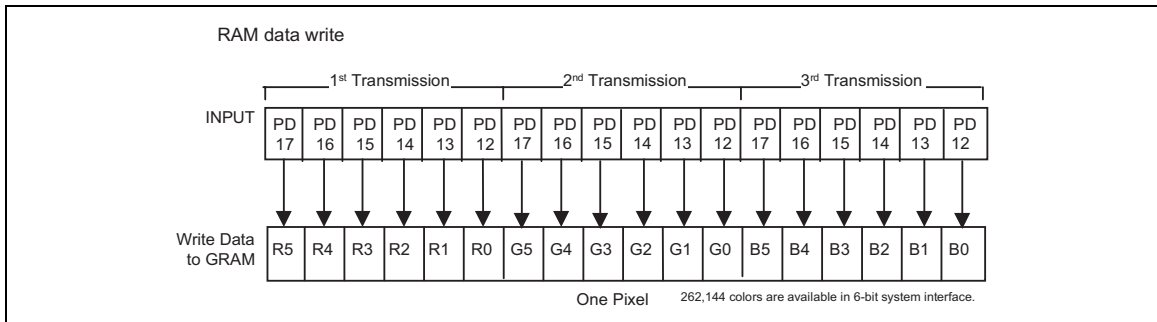 RAM data write
1st Transmission 2nd Transmission 3rd Transmission
INPUT PD 17 PD 16 PD 15 PD 14 PD 13 PD 12 PD 17 PD 16 PD 15 PD 14 PD 13 PD 12 PD 17 PD 16 PD 15 PD 14 PD 13 PD 12
Write Data to GRAM R5 R4 R3 R2 R1 R0 G5 G4 G3 G2 G1 G0 B5 B4 B3 B2 B1 B0
One Pixel 262,144 colors are available in 6-bit system interface.